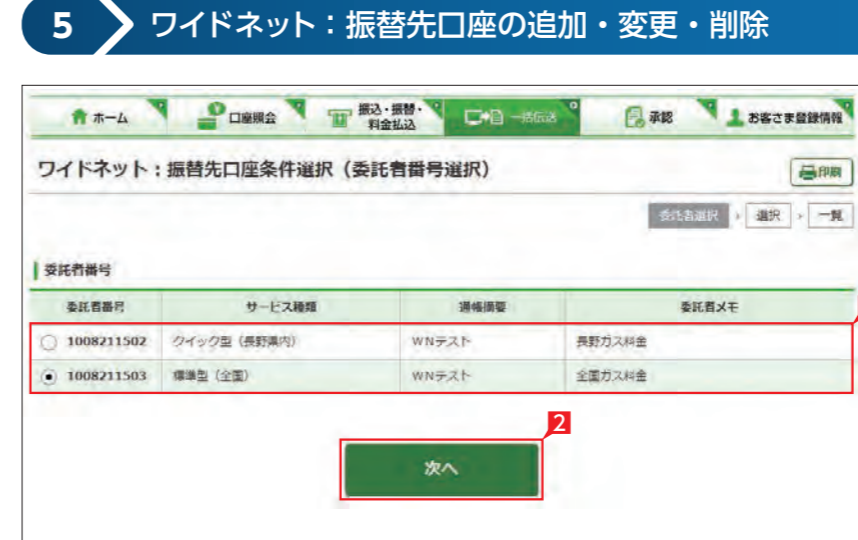 5 ワイドネット：振替先口座の追加・変更・削除
ホーム 口座照会 振込・振替・料金払込 一括伝送 承認 お客さま登録情報
ワイドネット：振替先口座条件選択（委託者番号選択）
印刷
委託者選択 › 選択 › 一覧
委託者番号
委託者番号 サービス種類 通帳摘要 委託者メモ
1008211502 クイック型（長野県内） WNテスト 長野ガス料金
1008211503 標準型（全国） WNテスト 全国ガス料金
2
次へ